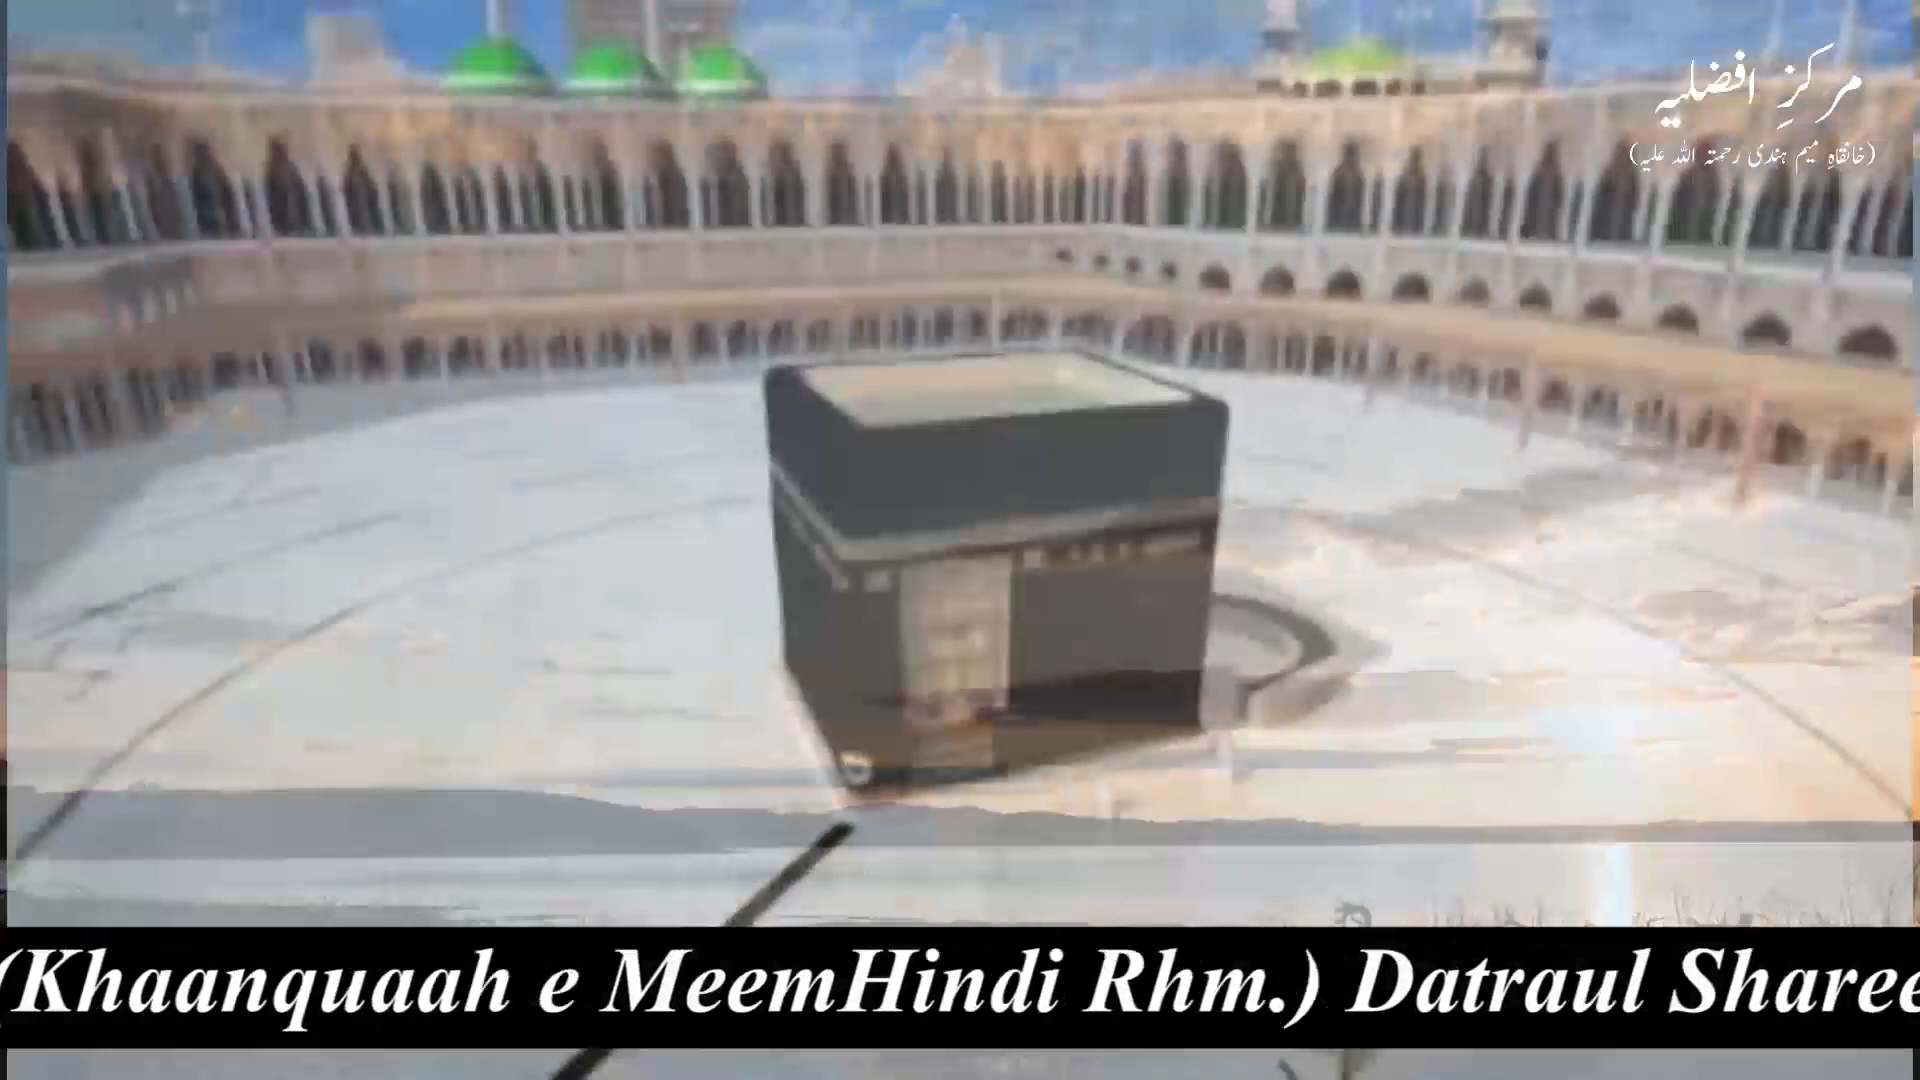 مرکزِ افضلیہ
(خانقاہِ میم ہندی رحمتہ اللہ علیہ)
(Khaanquaah e MeemHindi Rhm.) Datraul Sharee